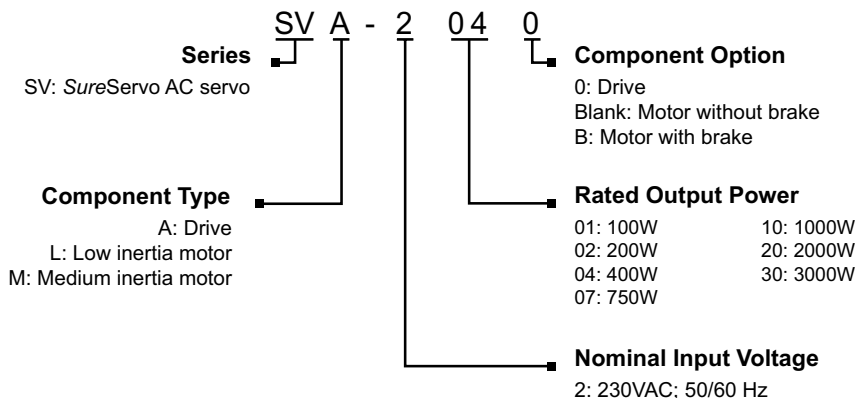 SV A - 2 04 0
Series
SV: SureServo AC servo
Component Type
A: Drive
L: Low inertia motor
M: Medium inertia motor
Component Option
0: Drive
Blank: Motor without brake
B: Motor with brake
Rated Output Power
01: 100W 10: 1000W
02: 200W 20: 2000W
04: 400W 30: 3000W
07: 750W
Nominal Input Voltage
2: 230VAC; 50/60 Hz